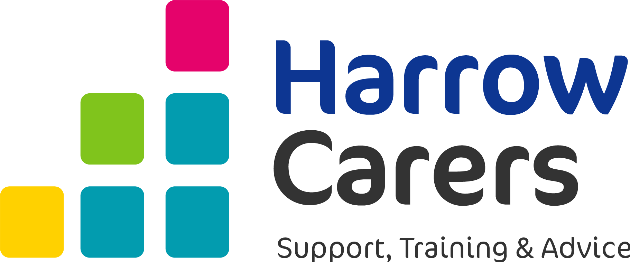 Harrow
Carers
Support, Training & Advice